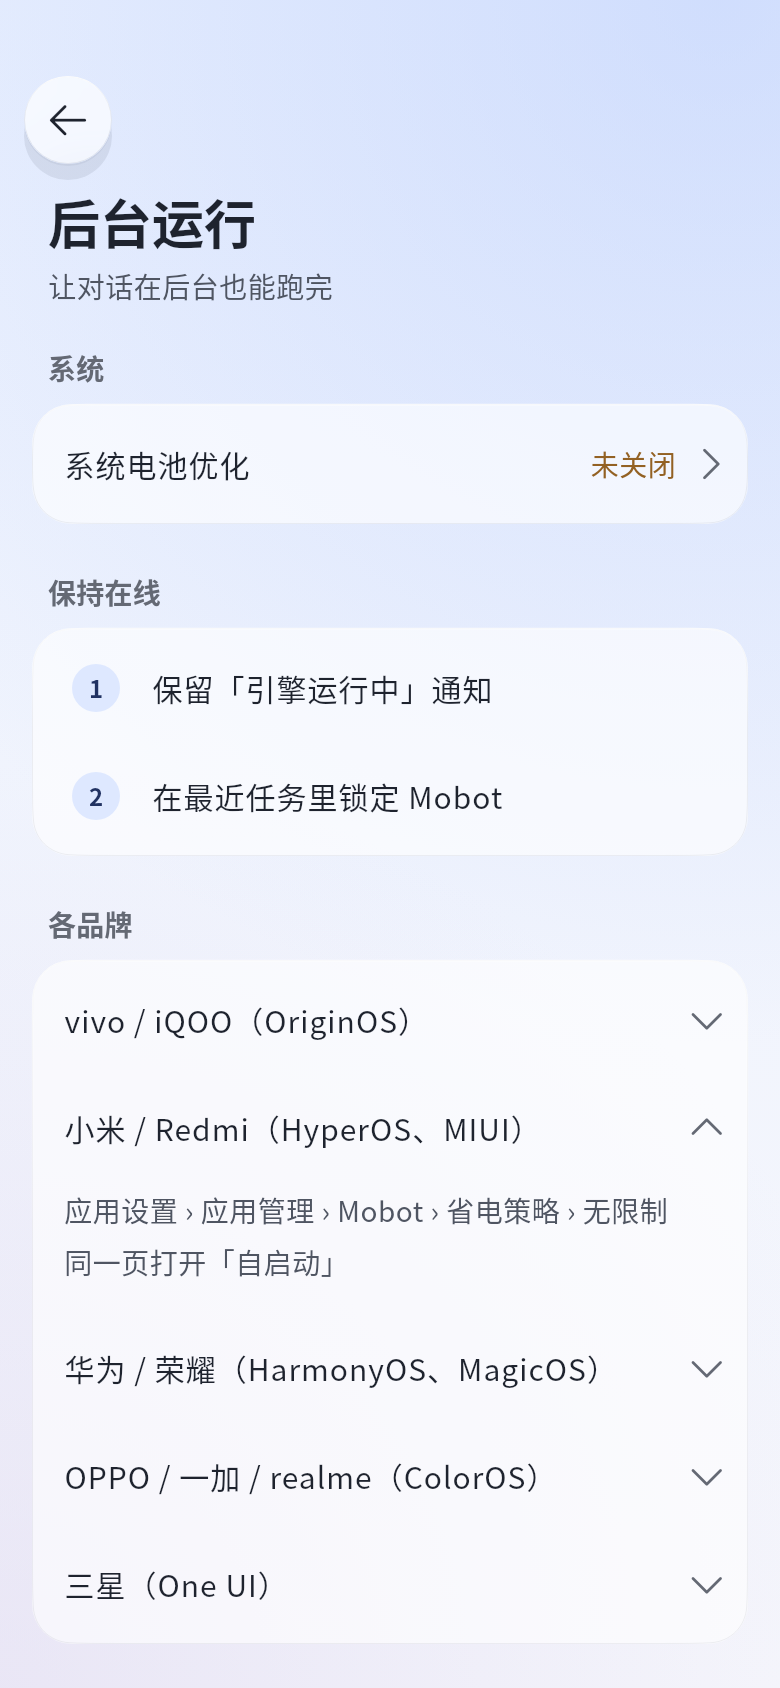 后台运行
让对话在后台也能跑完
系统
系统电池优化 未关闭
保持在线
1 保留「引擎运行中」通知
2 在最近任务里锁定 Mobot
各品牌
vivo / iQOO（OriginOS）
小米 / Redmi（HyperOS、MIUI）
应用设置 › 应用管理 › Mobot › 省电策略 › 无限制
同一页打开「自启动」
华为 / 荣耀（HarmonyOS、MagicOS）
OPPO / 一加 / realme（ColorOS）
三星（One UI）